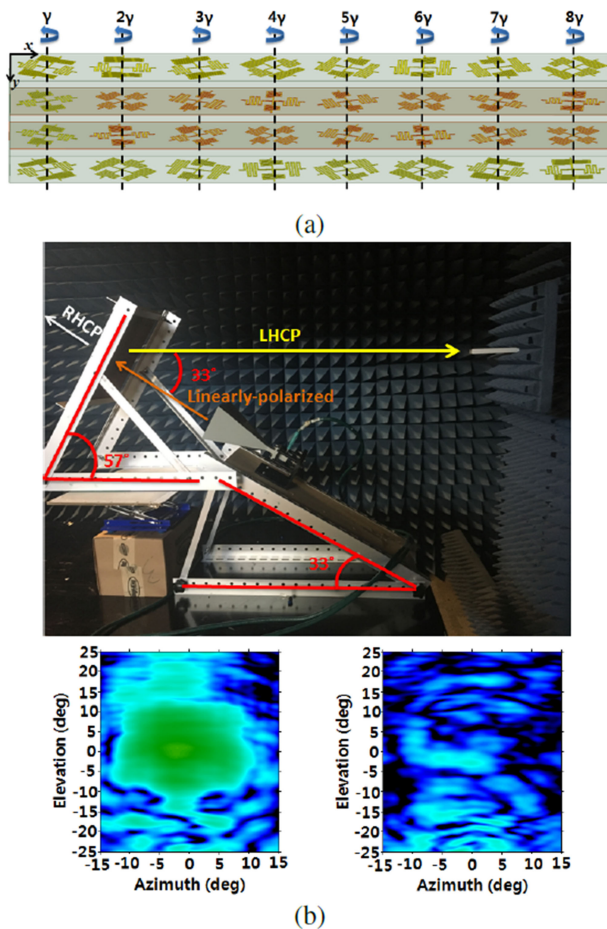 γ 2γ 3γ 4γ 5γ 6γ 7γ 8γ
x
y
(a)
RHCP
LHCP
33°
Linearly-polarized
57°
33°
25 25
20 20
15 15
10 10
5 5
0 0
-5 -5
-10 -10
-15 -15
-20 -20
-25 -25
Elevation (deg) Elevation (deg)
-15 -10 -5 0 5 10 15 -15 -10 -5 0 5 10 15
Azimuth (deg) Azimuth (deg)
(b)